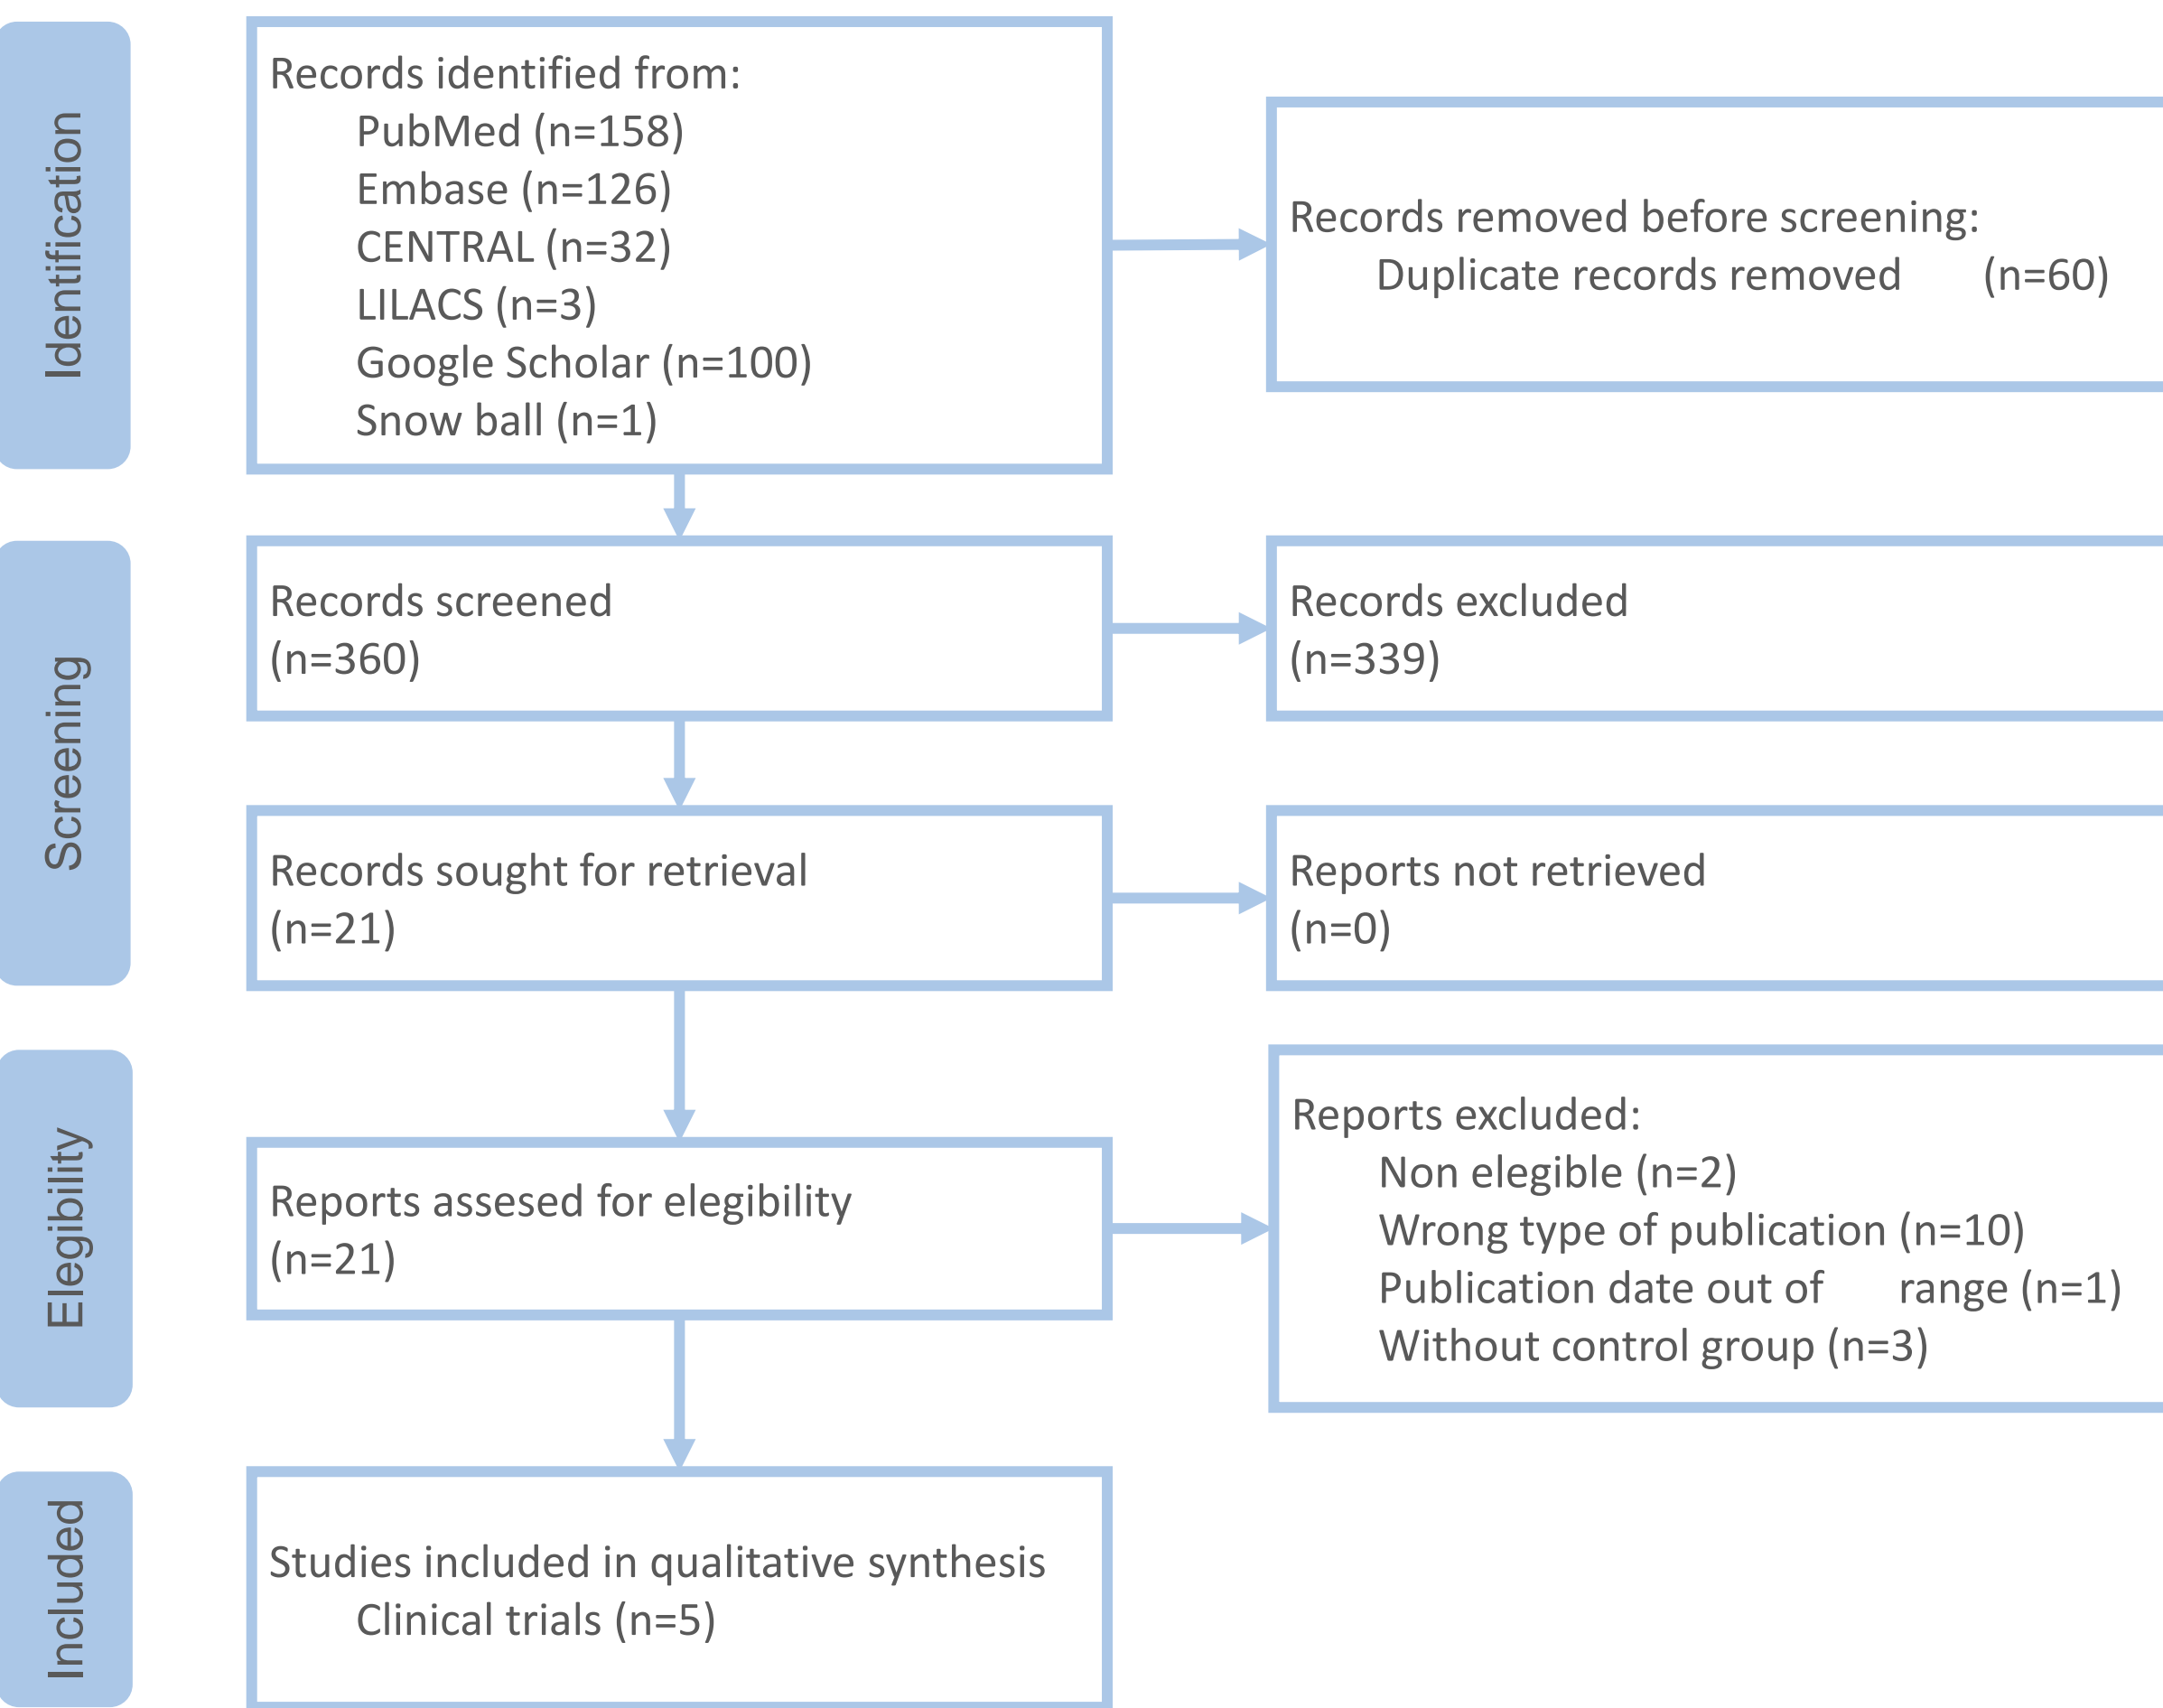 Identification
Records identified from:
PubMed (n=158)
Embase (n=126)
CENTRAL (n=32)
LILACS (n=3)
Google Scholar (n=100)
Snow ball (n=1)
Records removed before screening:
Duplicate records removed (n=60)
Screening
Records screened
(n=360)
Records excluded
(n=339)
Records sought for retrieval
(n=21)
Reports not retrieved
(n=0)
Elegibility
Reports assessed for elegibility
(n=21)
Reports excluded:
Non elegible (n=2)
Wrong type of publication (n=10)
Publication date out of range (n=1)
Without control group (n=3)
Included
Studies included in qualitative synthesis
Clinical trials (n=5)